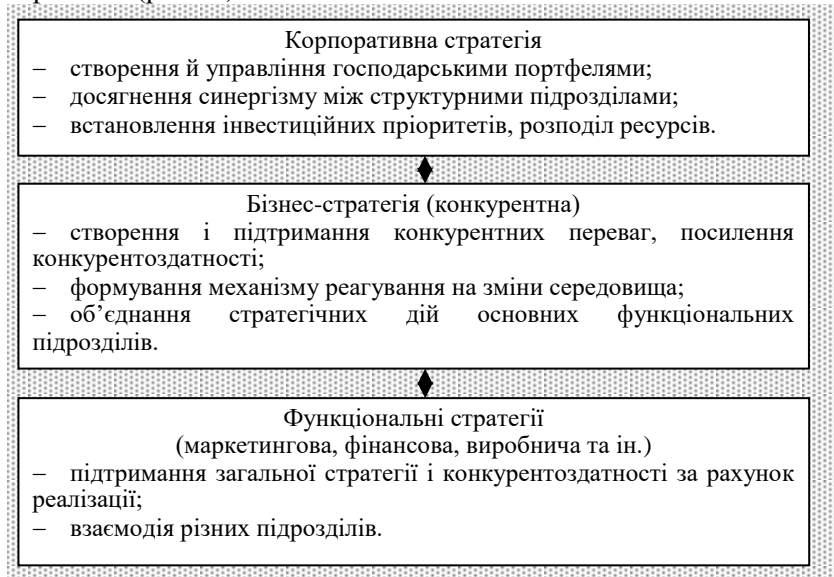 Корпоративна стратегія
– створення й управління господарськими портфелями;
– досягнення синергізму між структурними підрозділами;
– встановлення інвестиційних пріоритетів, розподіл ресурсів.
Бізнес-стратегія (конкурентна)
– створення і підтримання конкурентних переваг, посилення
конкурентоздатності;
– формування механізму реагування на зміни середовища;
– об’єднання стратегічних дій основних функціональних
підрозділів.
Функціональні стратегії
(маркетингова, фінансова, виробнича та ін.)
– підтримання загальної стратегії і конкурентоздатності за рахунок
реалізації;
– взаємодія різних підрозділів.